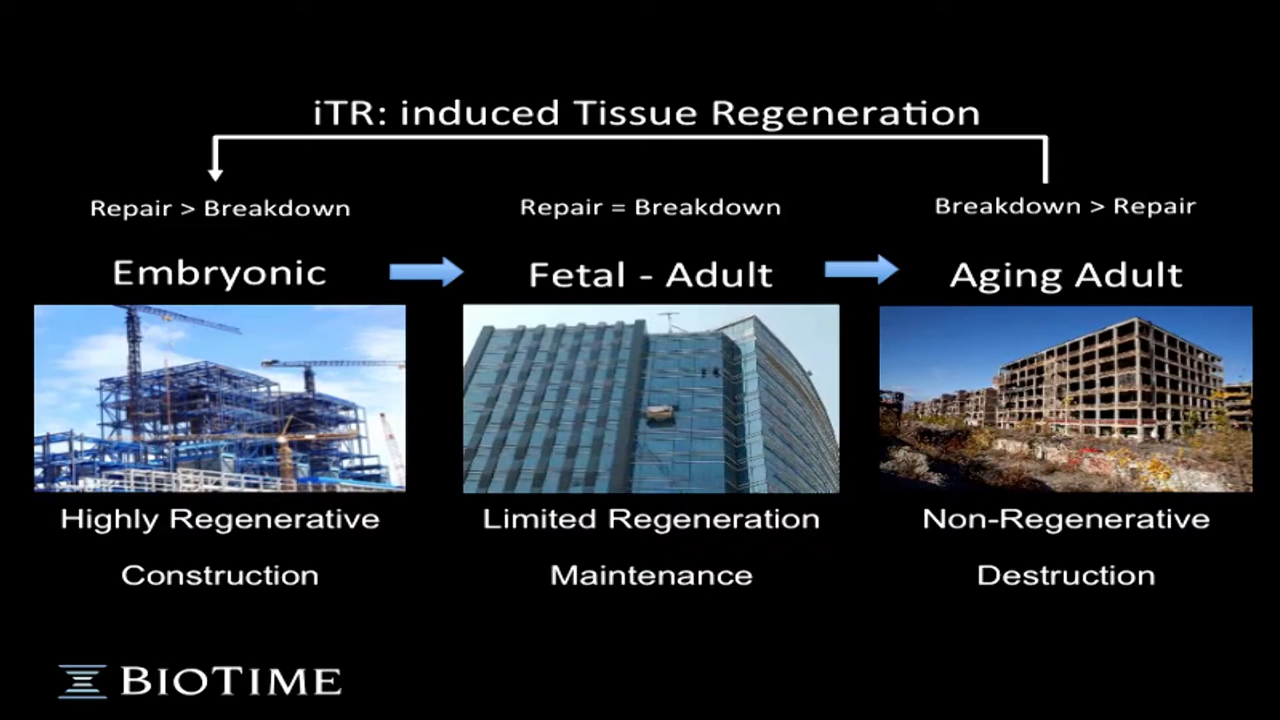 iTR: induced Tissue Regeneration
Repair > Breakdown
Repair = Breakdown
Breakdown > Repair
Embryonic
Fetal - Adult
Aging Adult
Highly Regenerative
Limited Regeneration
Non-Regenerative
Construction
Maintenance
Destruction
BIOTIME